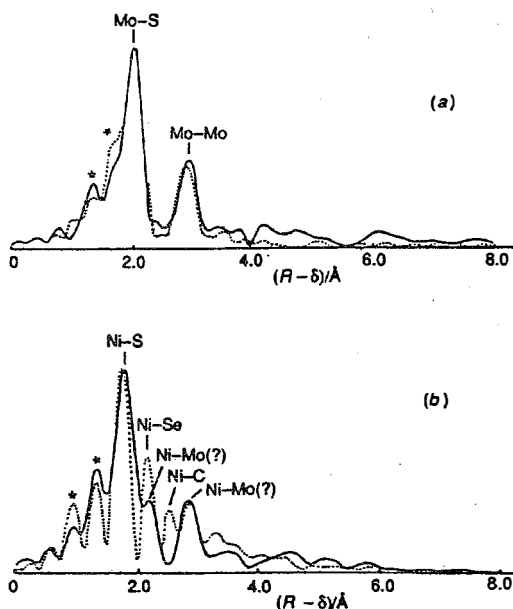 Mo–S
(a)
*
Mo–Mo
*
0 2.0 4.0 6.0 8.0
(R – δ)/Å
Ni–S
(b)
Ni–Se
*
Ni–Mo(?)
*
Ni–C
Ni–Mo(?)
0 2.0 4.0 6.0 8.0
(R – δ)/Å